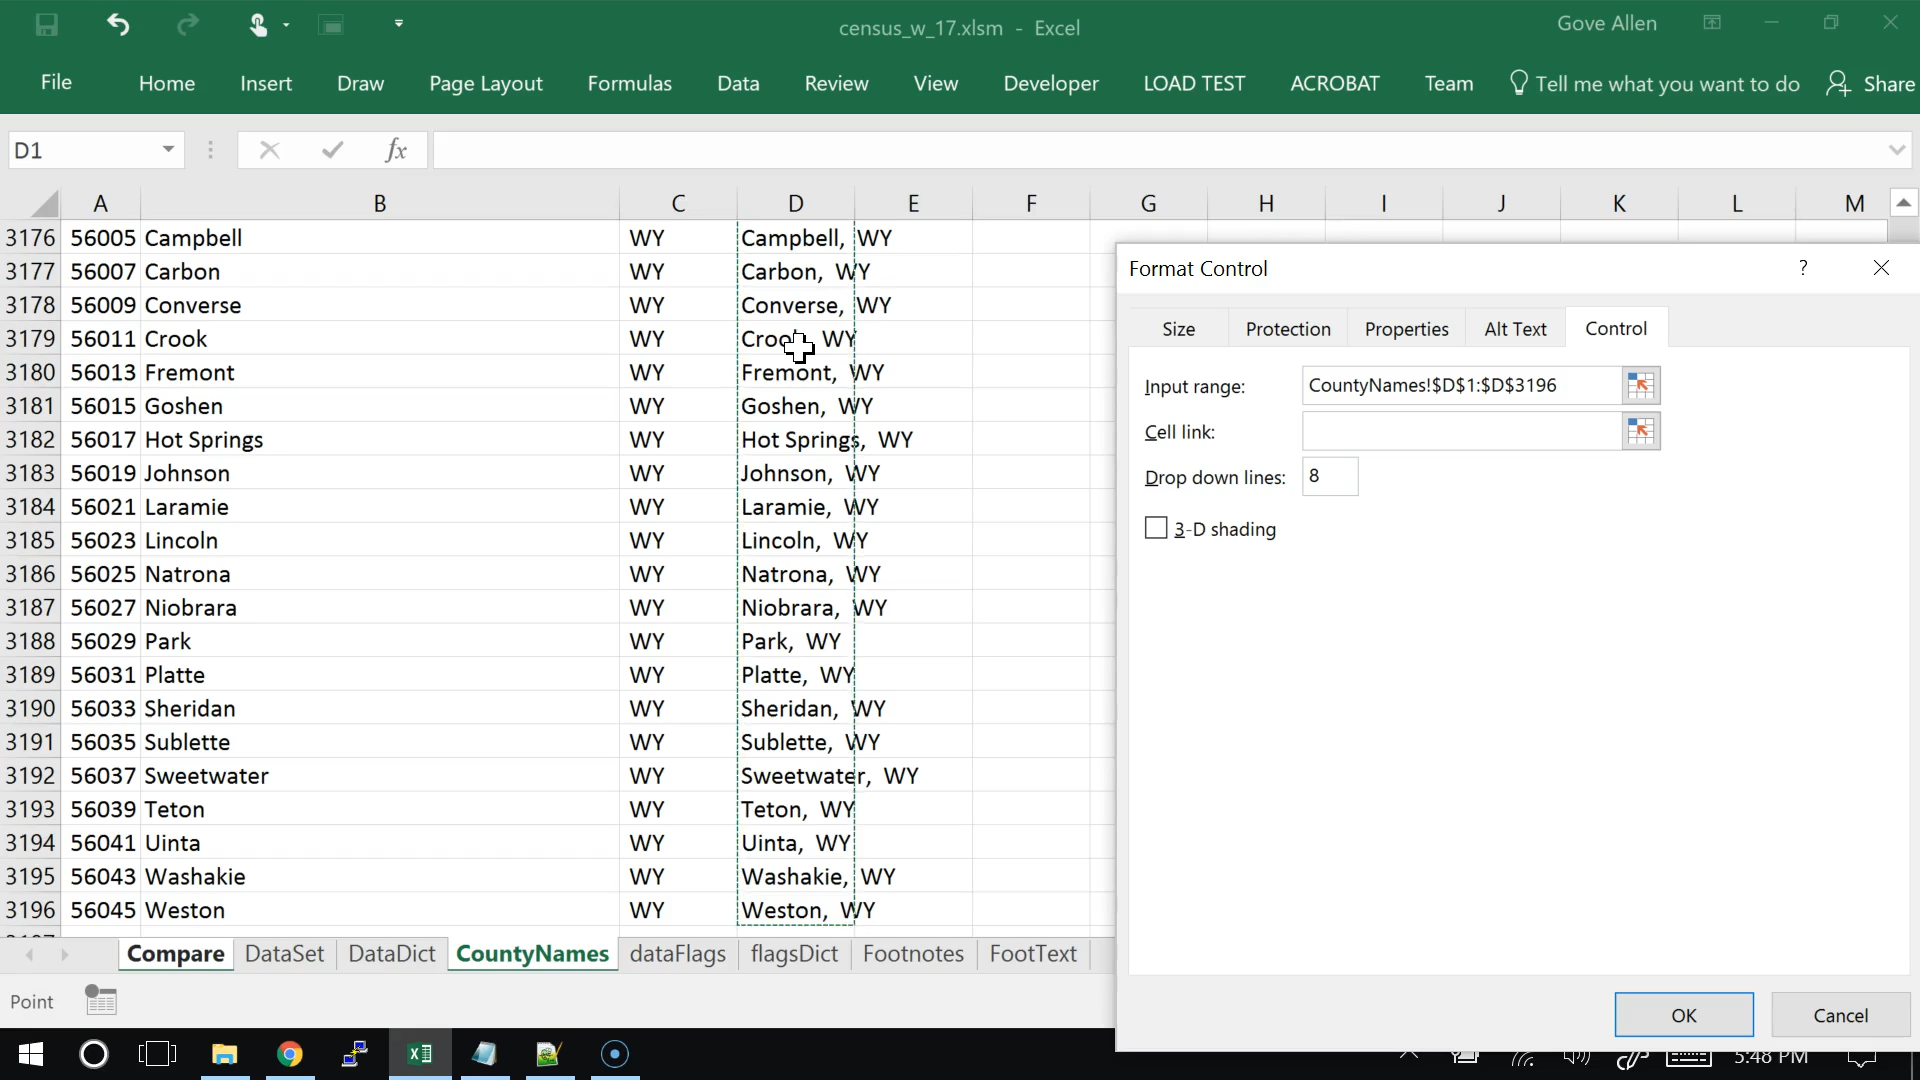 census_w_17.xlsm - Excel
Gove Allen
File Home Insert Draw Page Layout Formulas Data Review View Developer LOAD TEST ACROBAT Team Tell me what you want to do Share
D1 fx
A B C D E F G H I J K L M
3176 56005 Campbell WY Campbell, WY
3177 56007 Carbon WY Carbon, WY
3178 56009 Converse WY Converse, WY
3179 56011 Crook WY WY
3180 56013 Fremont WY Fremont, WY
3181 56015 Goshen WY Goshen, WY
3182 56017 Hot Springs WY Hot Springs, WY
3183 56019 Johnson WY Johnson, WY
3184 56021 Laramie WY Laramie, WY
3185 56023 Lincoln WY Lincoln, WY
3186 56025 Natrona WY Natrona, WY
3187 56027 Niobrara WY Niobrara, WY
3188 56029 Park WY Park, WY
3189 56031 Platte WY Platte, WY
3190 56033 Sheridan WY Sheridan, WY
3191 56035 Sublette WY Sublette, WY
3192 56037 Sweetwater WY Sweetwater, WY
3193 56039 Teton WY Teton, WY
3194 56041 Uinta WY Uinta, WY
3195 56043 Washakie WY Washakie, WY
3196 56045 Weston WY Weston, WY
Format Control ?
Size Protection Properties Alt Text Control
Input range: CountyNames!$D$1:$D$3196
Cell link:
Drop down lines: 8
3-D shading
OK Cancel
Compare DataSet DataDict CountyNames dataFlags flagsDict Footnotes FootText
Point
5:48 PM